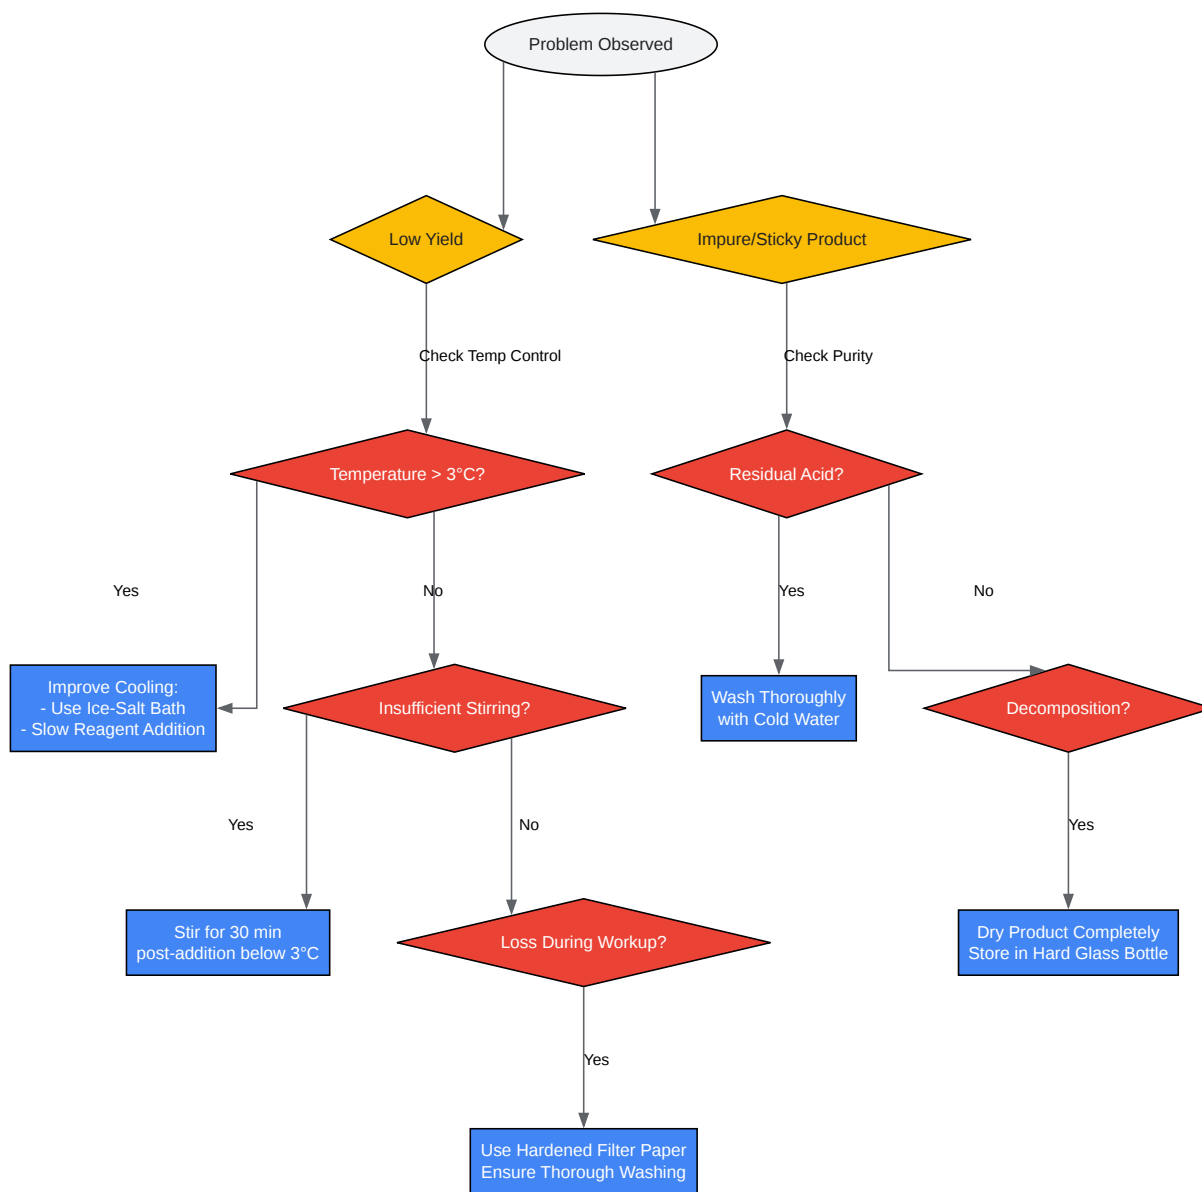 Problem Observed
Low Yield
Impure/Sticky Product
Check Temp Control
Check Purity
Temperature > 3°C?
Residual Acid?
Yes
No
Yes
No
Improve Cooling:
- Use Ice-Salt Bath
- Slow Reagent Addition
Insufficient Stirring?
Wash Thoroughly
with Cold Water
Decomposition?
Yes
No
Yes
Stir for 30 min
post-addition below 3°C
Loss During Workup?
Dry Product Completely
Store in Hard Glass Bottle
Yes
Use Hardened Filter Paper
Ensure Thorough Washing